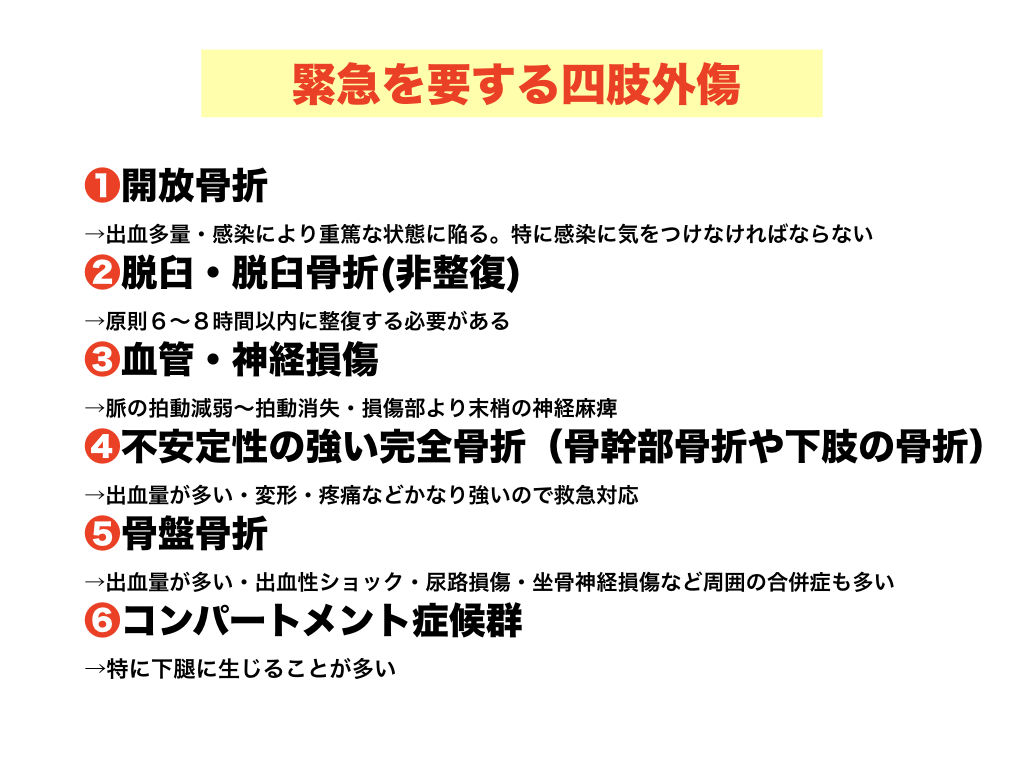 緊急を要する四肢外傷
❶開放骨折
→出血多量・感染により重篤な状態に陥る。特に感染に気をつけなければならない
❷脱臼・脱臼骨折(非整復)
→原則６〜８時間以内に整復する必要がある
❸血管・神経損傷
→脈の拍動減弱〜拍動消失・損傷部より末梢の神経麻痺
❹不安定性の強い完全骨折（骨幹部骨折や下肢の骨折）
→出血量が多い・変形・疼痛などかなり強いので救急対応
❺骨盤骨折
→出血量が多い・出血性ショック・尿路損傷・坐骨神経損傷など周囲の合併症も多い
❻コンパートメント症候群
→特に下腿に生じることが多い